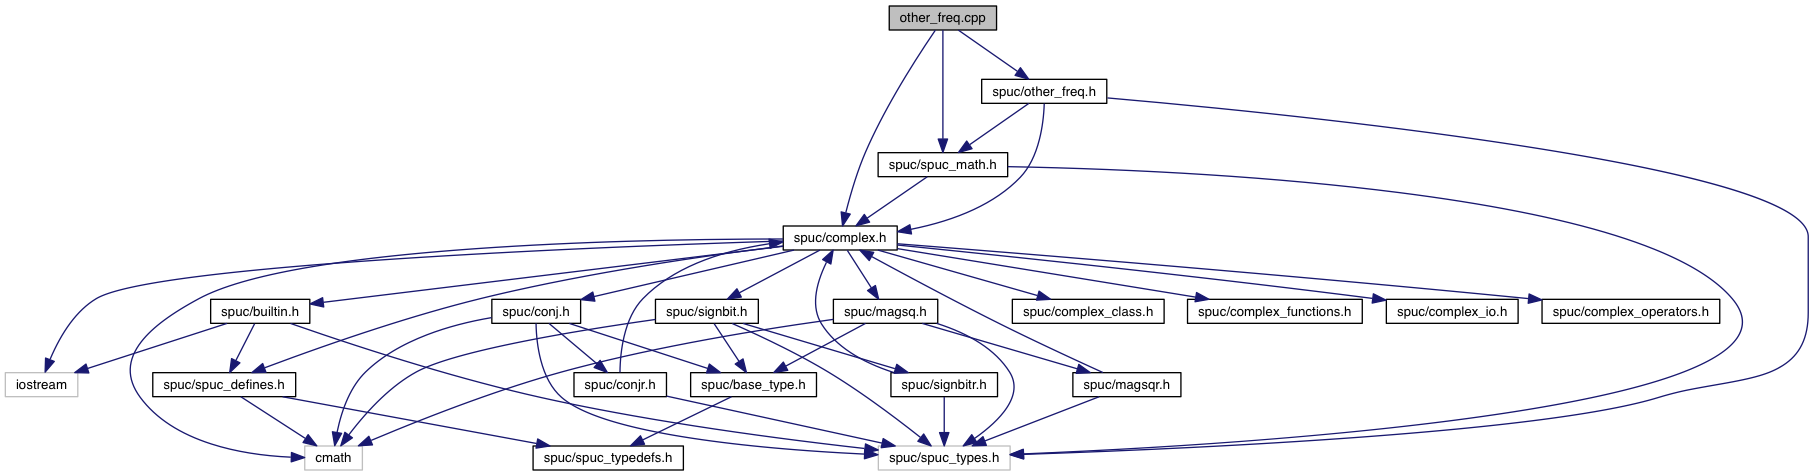 other_freq.cpp
spuc/other_freq.h
spuc/spuc_math.h
spuc/complex.h
spuc/builtin.h
spuc/conj.h
spuc/signbit.h
spuc/magsq.h
spuc/complex_class.h
spuc/complex_functions.h
spuc/complex_io.h
spuc/complex_operators.h
iostream
spuc/spuc_defines.h
spuc/conjr.h
spuc/base_type.h
spuc/signbitr.h
spuc/magsqr.h
cmath
spuc/spuc_typedefs.h
spuc/spuc_types.h